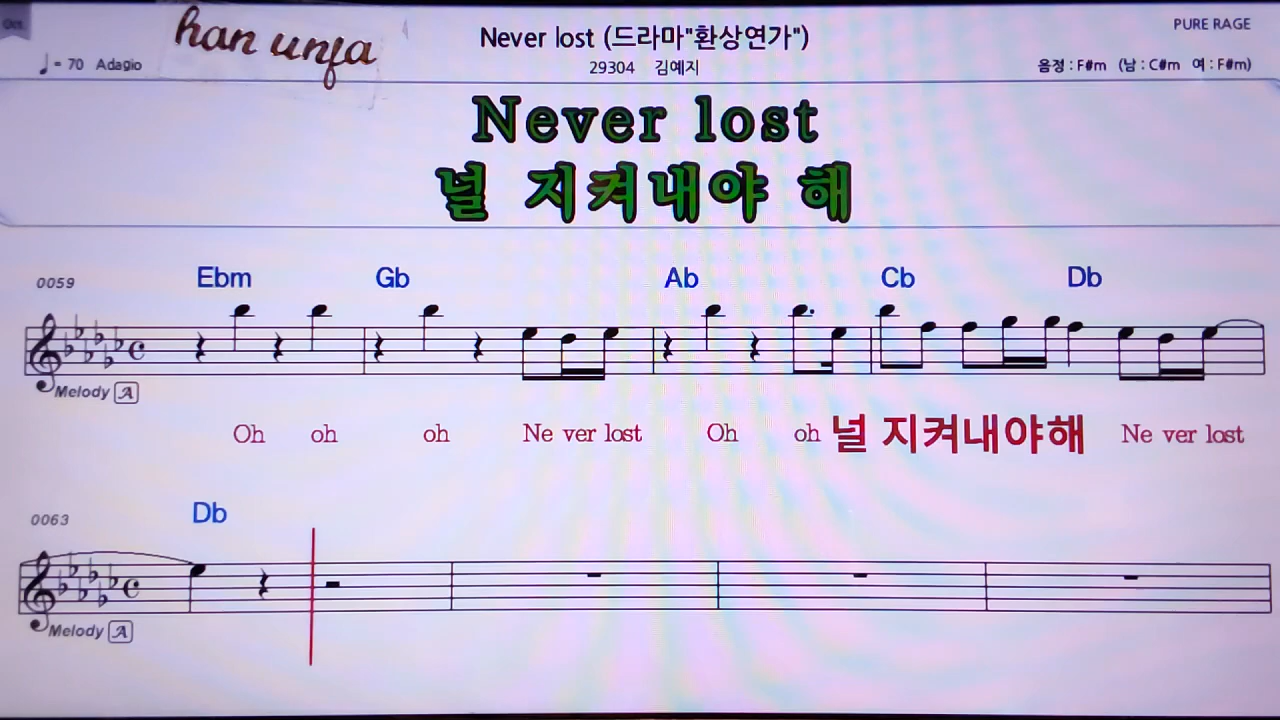 han unfa
Never lost (드라마"환상연가")
PURE RAGE
♩= 70 Adagio
29304 김예지
음정 : F#m (남 : C#m 여 : F#m)
Never lost
널 지켜내야 해
0059 Ebm Gb Ab Cb Db
Melody A
Oh oh oh Ne ver lost Oh oh 널 지켜내야해 Ne ver lost
0063 Db
Melody A